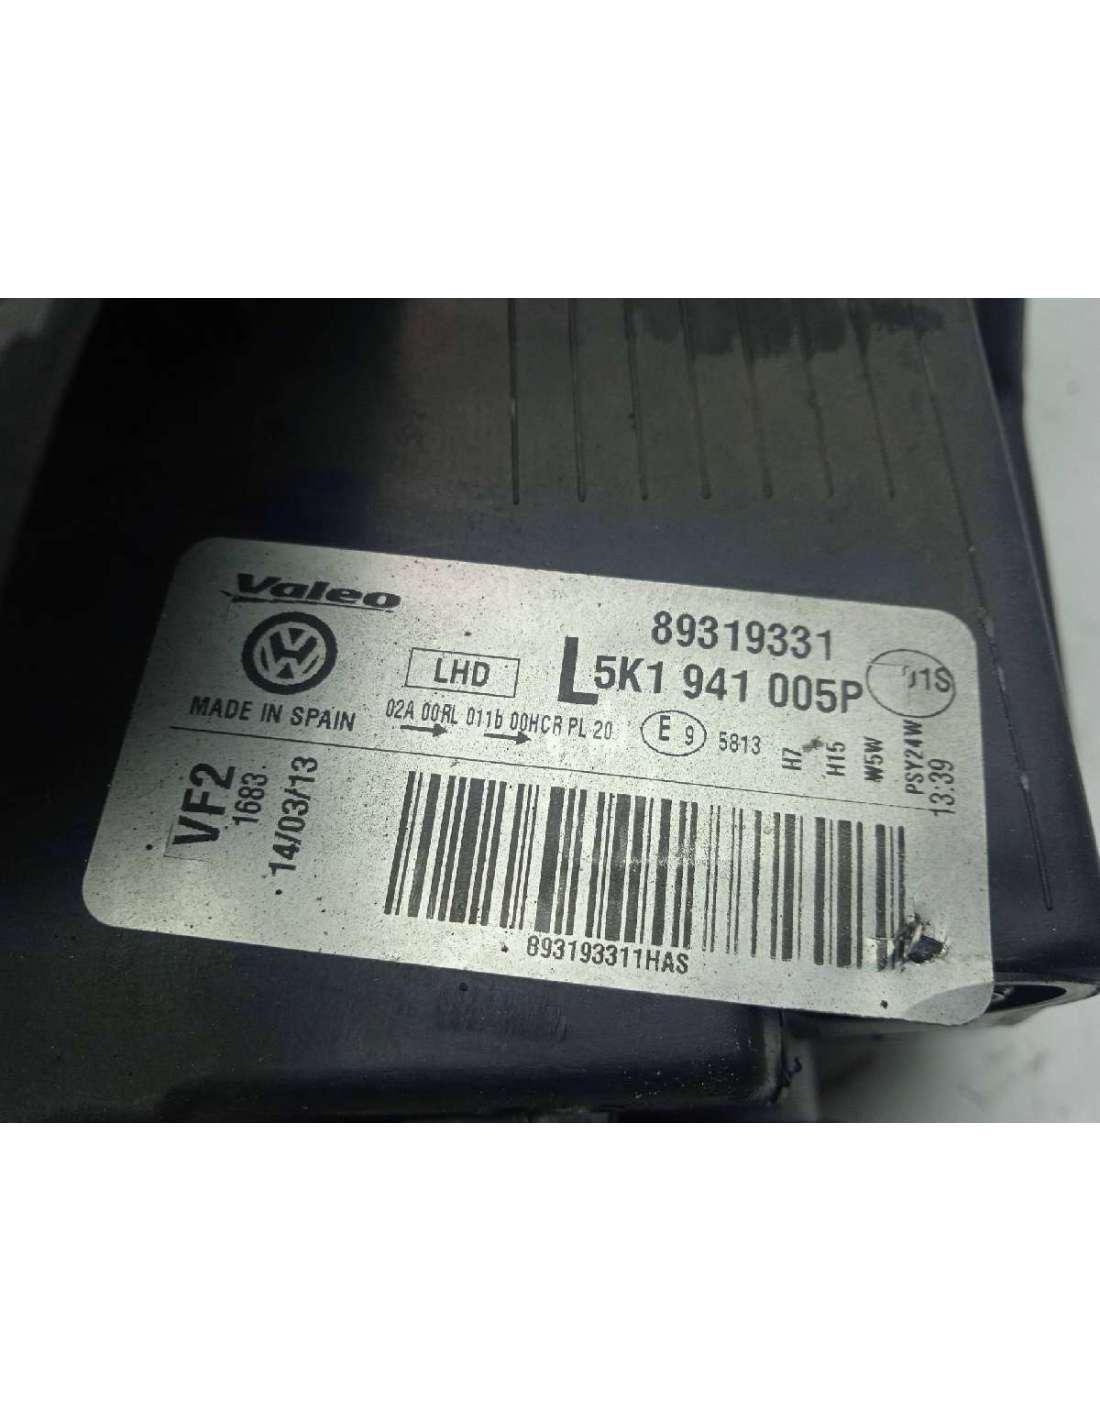 Valeo
89319331
LHD
L 5K1 941 005P
01S
MADE IN SPAIN
02A 00RL 011b 00HCR PL 20
E 9
5813
H7
H15
W5W
PSY24W
13:39
VF2
1683
14/03/13
893193311HAS